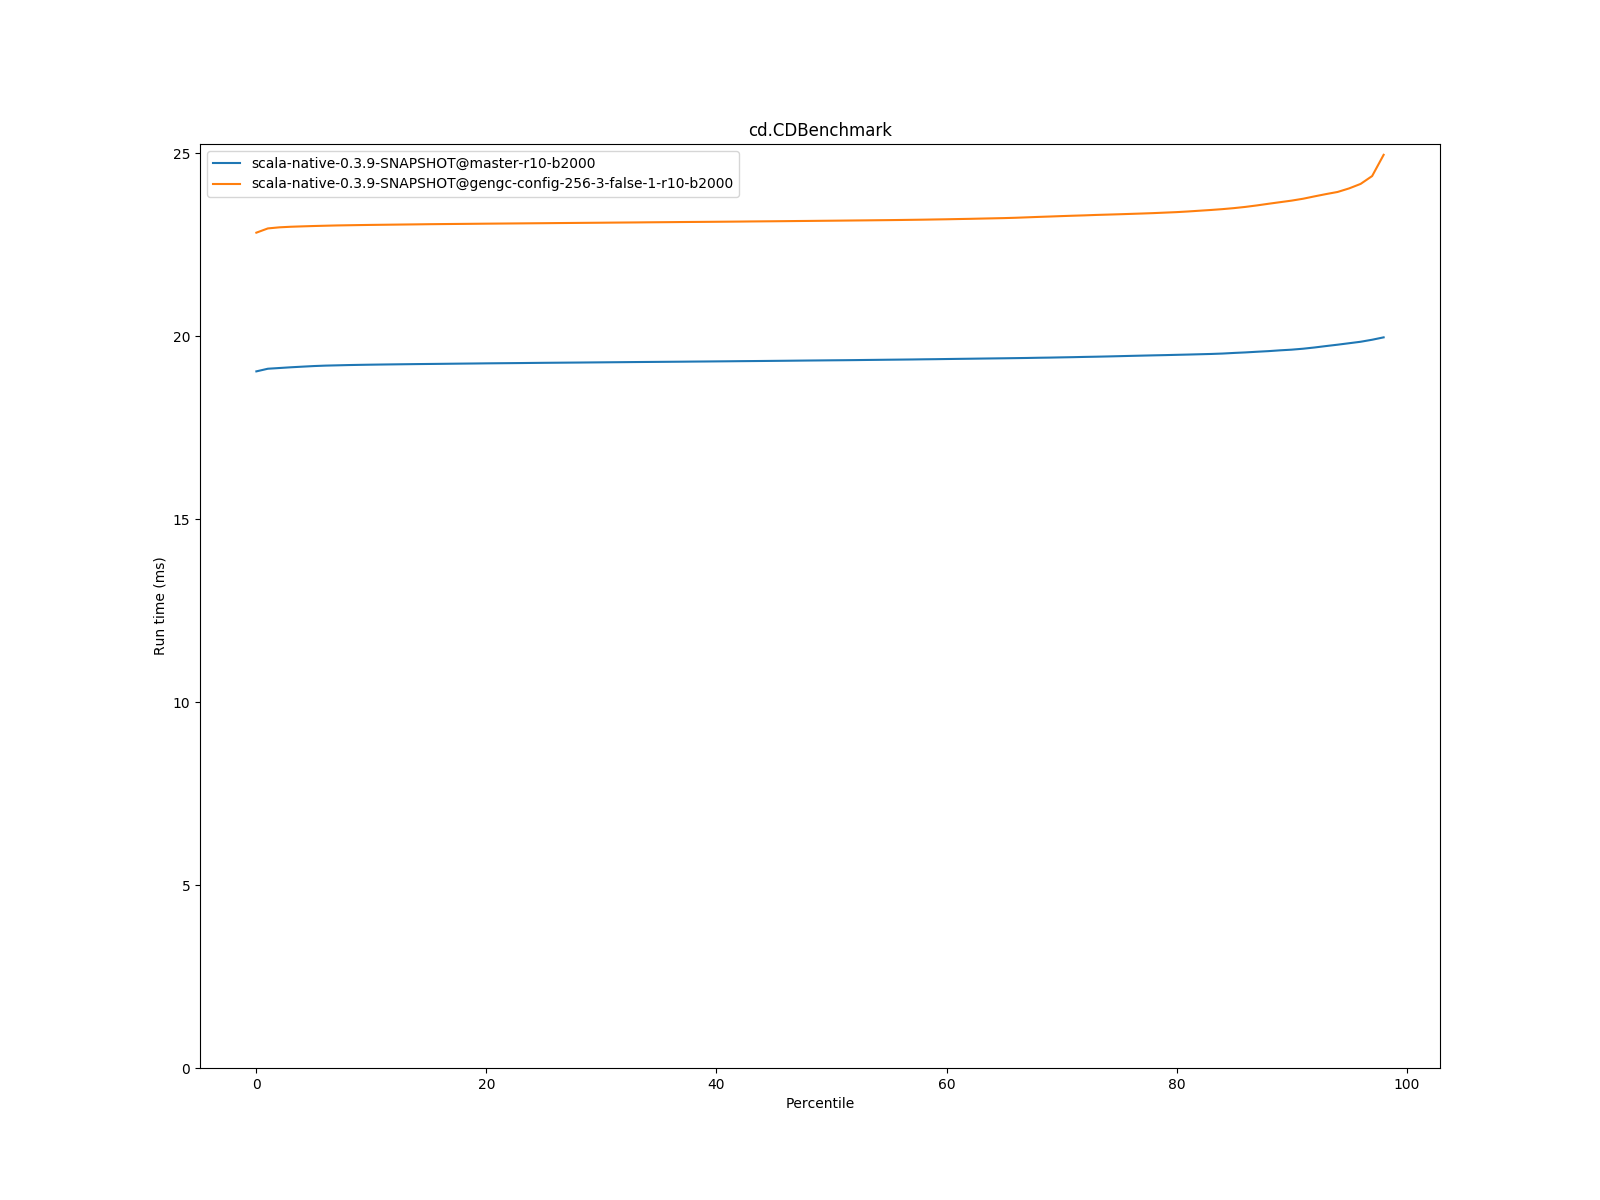 cd.CDBenchmark
scala-native-0.3.9-SNAPSHOT@master-r10-b2000
scala-native-0.3.9-SNAPSHOT@gengc-config-256-3-false-1-r10-b2000
25
20
15
10
5
0
Run time (ms)
0 20 40 60 80 100
Percentile